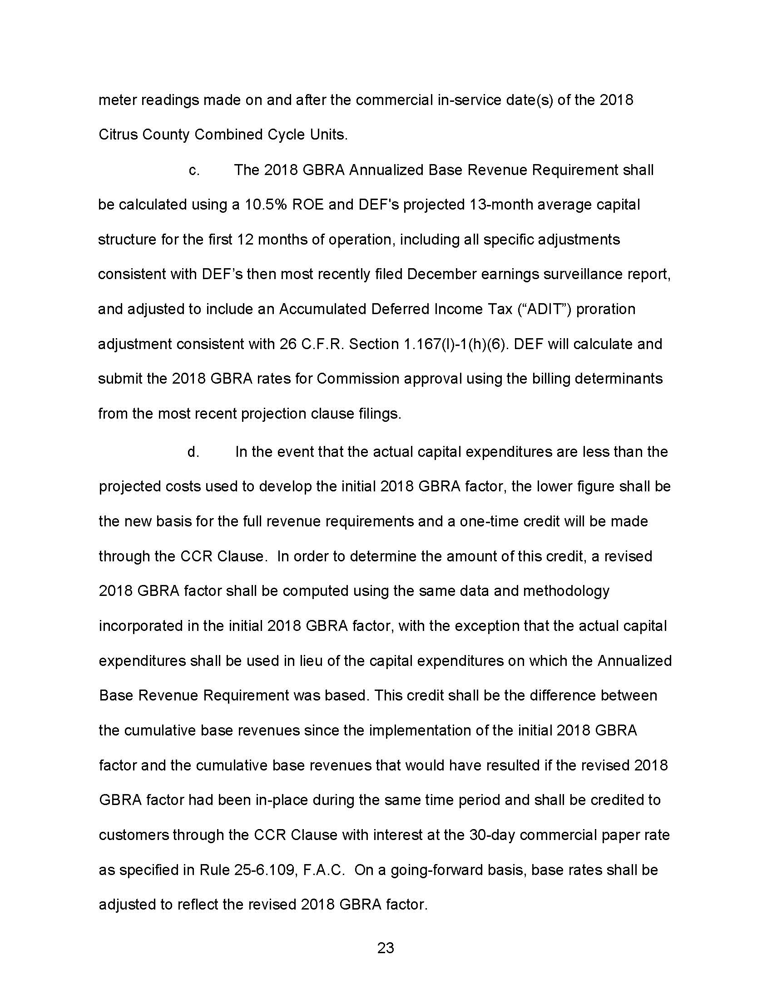 meter readings made on and after the commercial in-service date(s) of the 2018
Citrus County Combined Cycle Units.
c. The 2018 GBRA Annualized Base Revenue Requirement shall
be calculated using a 10.5% ROE and DEF's projected 13-month average capital
structure for the first 12 months of operation, including all specific adjustments
consistent with DEF’s then most recently filed December earnings surveillance report,
and adjusted to include an Accumulated Deferred Income Tax (“ADIT”) proration
adjustment consistent with 26 C.F.R. Section 1.167(l)-1(h)(6). DEF will calculate and
submit the 2018 GBRA rates for Commission approval using the billing determinants
from the most recent projection clause filings.
d. In the event that the actual capital expenditures are less than the
projected costs used to develop the initial 2018 GBRA factor, the lower figure shall be
the new basis for the full revenue requirements and a one-time credit will be made
through the CCR Clause.  In order to determine the amount of this credit, a revised
2018 GBRA factor shall be computed using the same data and methodology
incorporated in the initial 2018 GBRA factor, with the exception that the actual capital
expenditures shall be used in lieu of the capital expenditures on which the Annualized
Base Revenue Requirement was based. This credit shall be the difference between
the cumulative base revenues since the implementation of the initial 2018 GBRA
factor and the cumulative base revenues that would have resulted if the revised 2018
GBRA factor had been in-place during the same time period and shall be credited to
customers through the CCR Clause with interest at the 30-day commercial paper rate
as specified in Rule 25-6.109, F.A.C.  On a going-forward basis, base rates shall be
adjusted to reflect the revised 2018 GBRA factor.
23